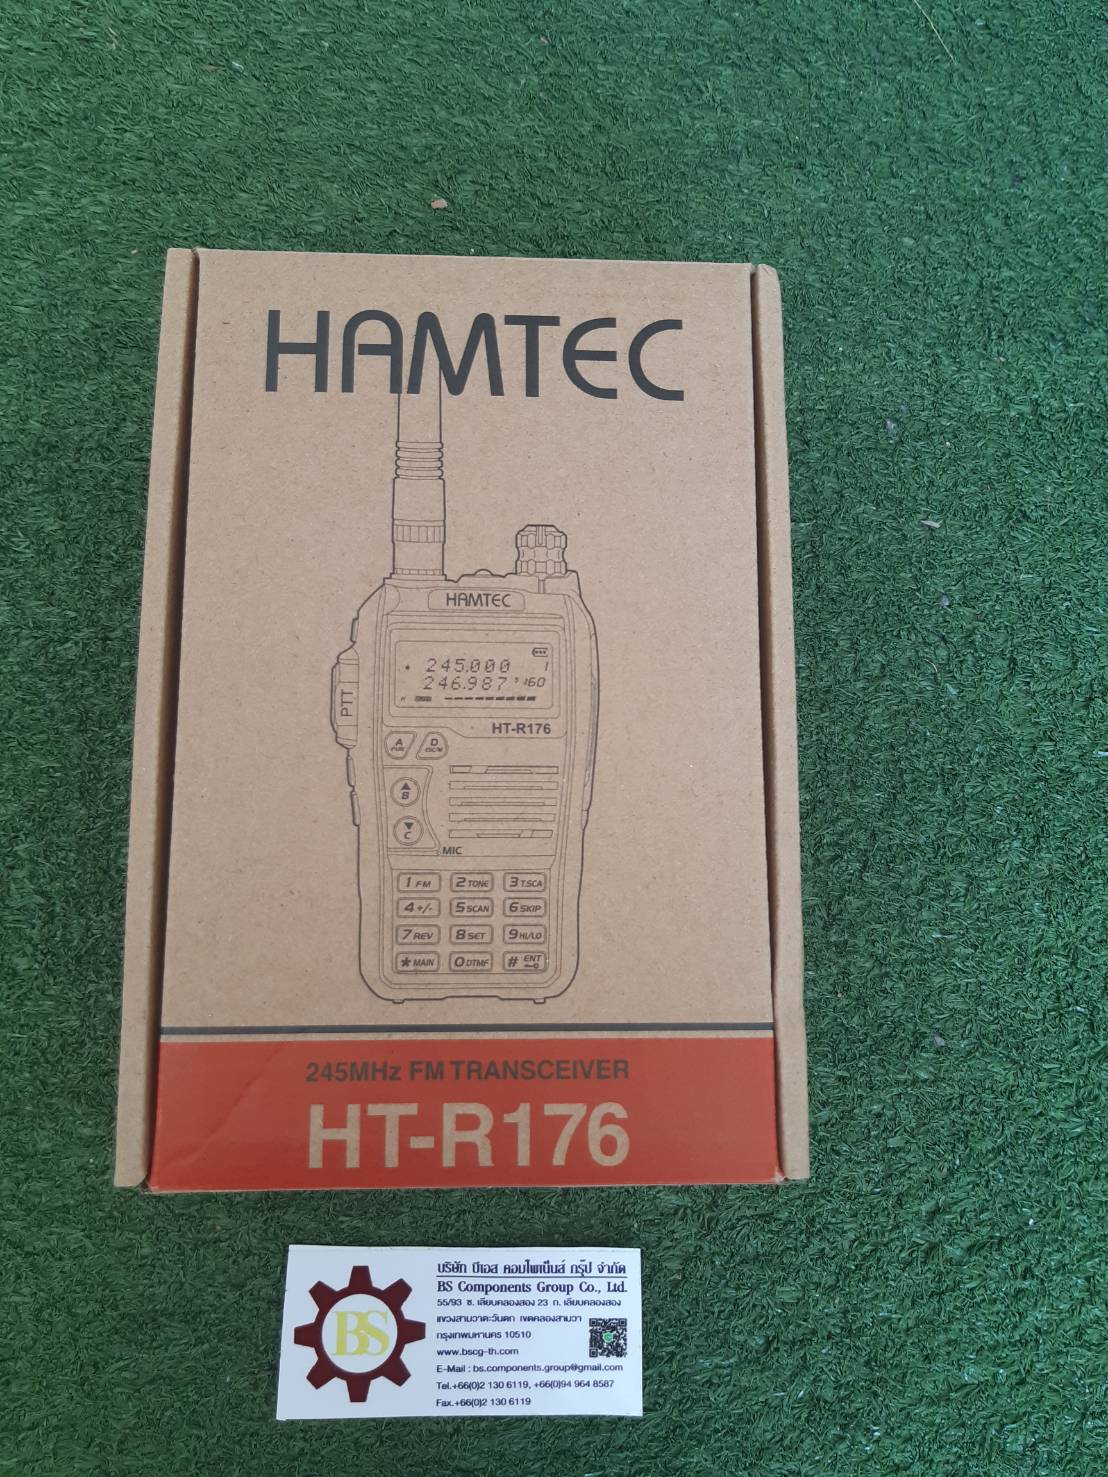 HAMTEC
HAMTEC
245.000 1
246.987 160
PTT
HT-R176
A
D
B
C
MIC
1 FM 2 TONE 3 T.SCA
4 +/- 5 SCAN 6 SKIP
7 REV 8 SET 9 HI/LO
* MAIN 0 DTMF # ENT
245MHz FM TRANSCEIVER
HT-R176
BS
บริษัท บีเอส คอมโพเน็นส์ กรุ๊ป จำกัด
BS Components Group Co., Ltd.
55/93 ซ. เลียบคลองสอง 23 ถ. เลียบคลองสอง
แขวงสามวาตะวันตก เขตคลองสามวา
กรุงเทพมหานคร 10510
www.bscg-th.com
E-Mail : bs.components.group@gmail.com
Tel.+66(0)2 130 6119, +66(0)94 964 8587
Fax.+66(0)2 130 6119